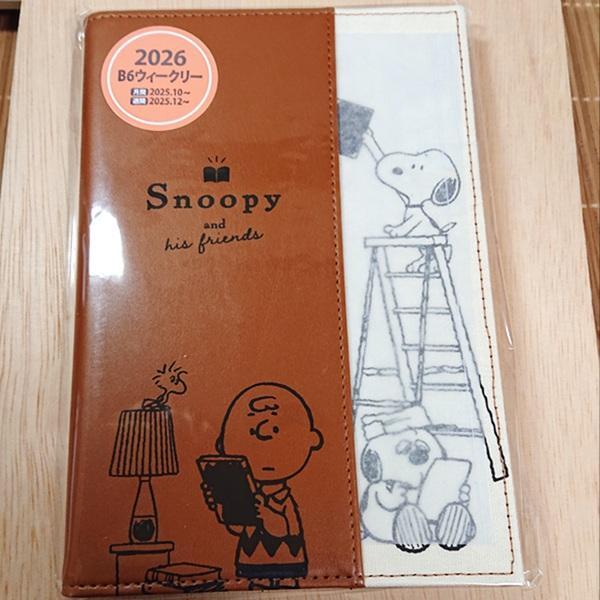 2026
B6ウィークリー
月間 2025.10～
週間 2025.12～
Snoopy
and
his friends